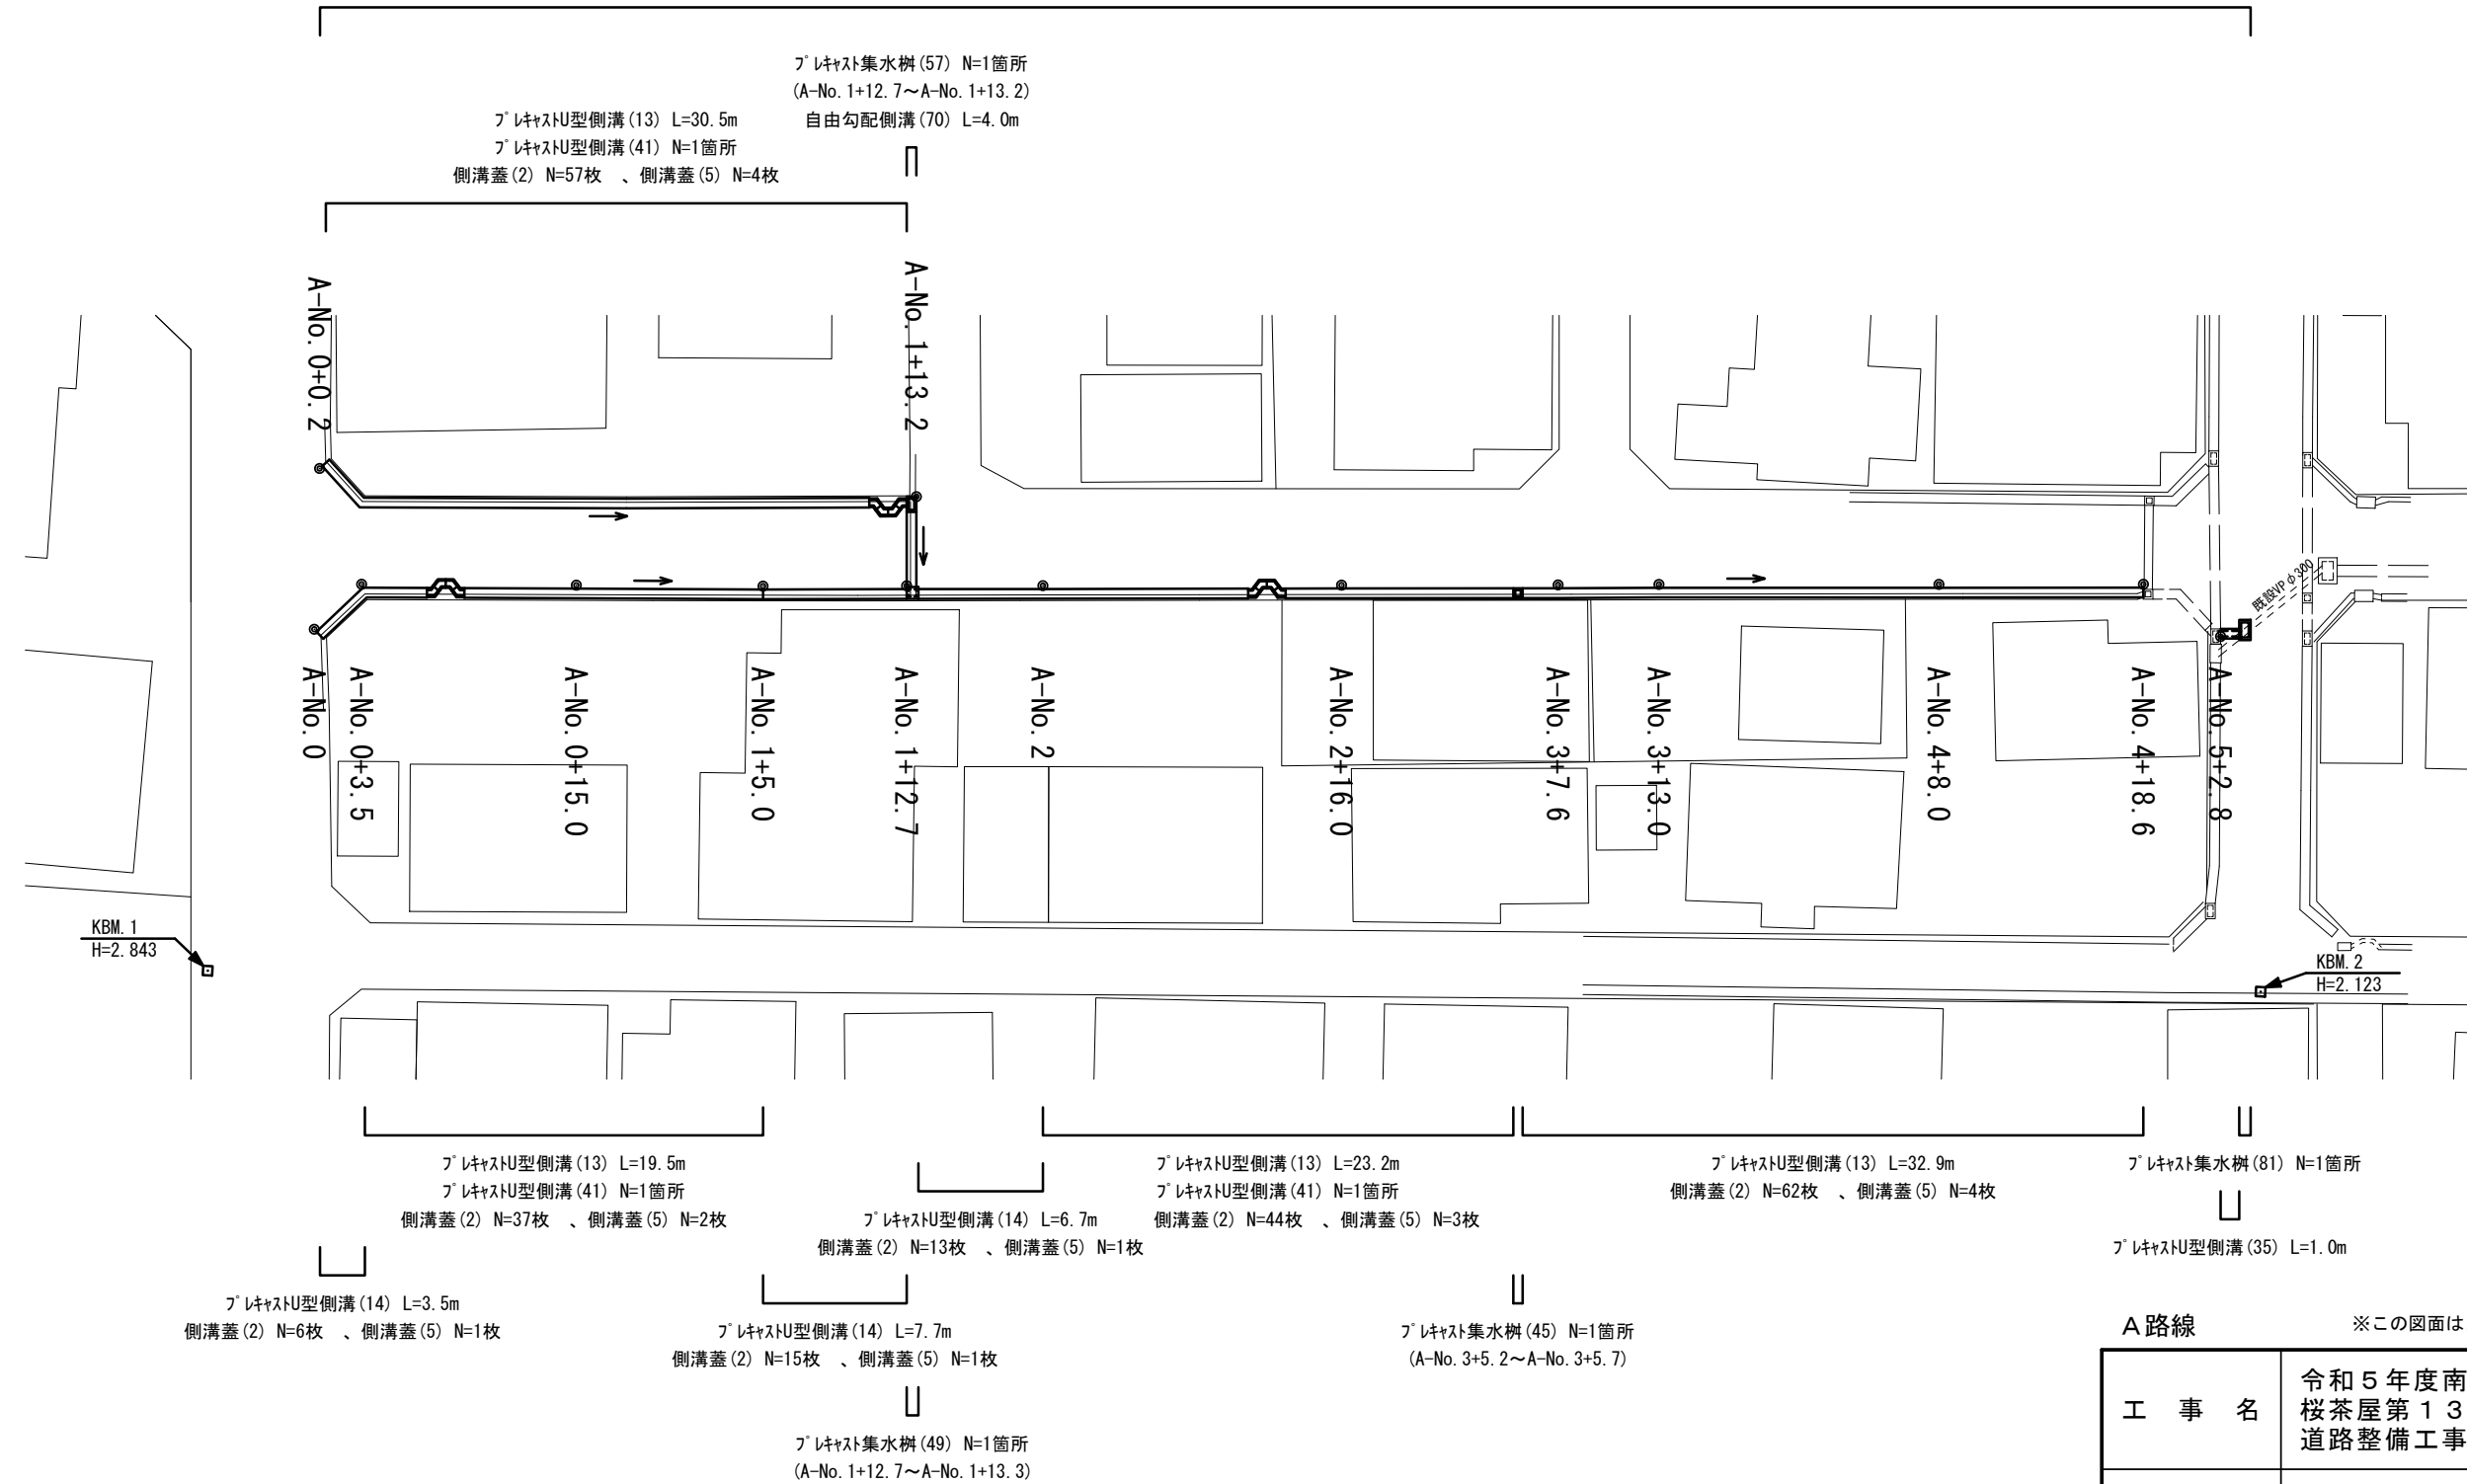 プレキャスト集水桝(57) N=1箇所
(A-No.1+12.7～A-No.1+13.2)
自由勾配側溝(70) L=4.0m
プレキャストU型側溝(13) L=30.5m
プレキャストU型側溝(41) N=1箇所
側溝蓋(2) N=57枚 、側溝蓋(5) N=4枚
A-No.0+0.2
A-No.1+13.2
既設VPφ300
A-No.0
A-No.0+3.5
A-No.0+15.0
A-No.1+5.0
A-No.1+12.7
A-No.2
A-No.2+16.0
A-No.3+7.6
A-No.3+13.0
A-No.4+8.0
A-No.4+18.6
A-No.5+2.8
KBM.1
H=2.843
KBM.2
H=2.123
プレキャストU型側溝(13) L=19.5m
プレキャストU型側溝(41) N=1箇所
側溝蓋(2) N=37枚 、側溝蓋(5) N=2枚
プレキャストU型側溝(14) L=6.7m
側溝蓋(2) N=13枚 、側溝蓋(5) N=1枚
プレキャストU型側溝(13) L=23.2m
プレキャストU型側溝(41) N=1箇所
側溝蓋(2) N=44枚 、側溝蓋(5) N=3枚
プレキャストU型側溝(13) L=32.9m
側溝蓋(2) N=62枚 、側溝蓋(5) N=4枚
プレキャスト集水桝(81) N=1箇所
プレキャストU型側溝(35) L=1.0m
プレキャストU型側溝(14) L=3.5m
側溝蓋(2) N=6枚 、側溝蓋(5) N=1枚
プレキャストU型側溝(14) L=7.7m
側溝蓋(2) N=15枚 、側溝蓋(5) N=1枚
プレキャスト集水桝(45) N=1箇所
(A-No.3+5.2～A-No.3+5.7)
プレキャスト集水桝(49) N=1箇所
(A-No.1+12.7～A-No.1+13.3)
A路線
※この図面は
工 事 名
令和５年度南
桜茶屋第１３
道路整備工事